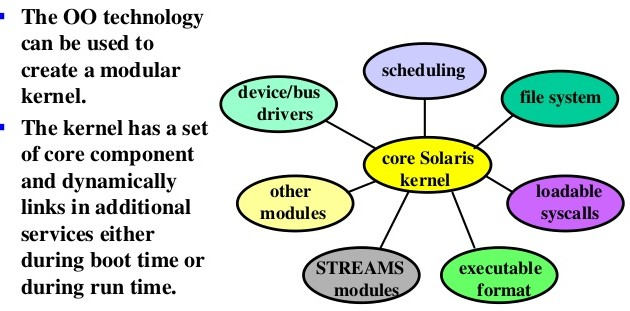 The OO technology
can be used to
create a modular
kernel.
The kernel has a set
of core component
and dynamically
links in additional
services either
during boot time or
during run time.
scheduling
device/bus
drivers
file system
core Solaris
kernel
other
modules
loadable
syscalls
STREAMS
modules
executable
format